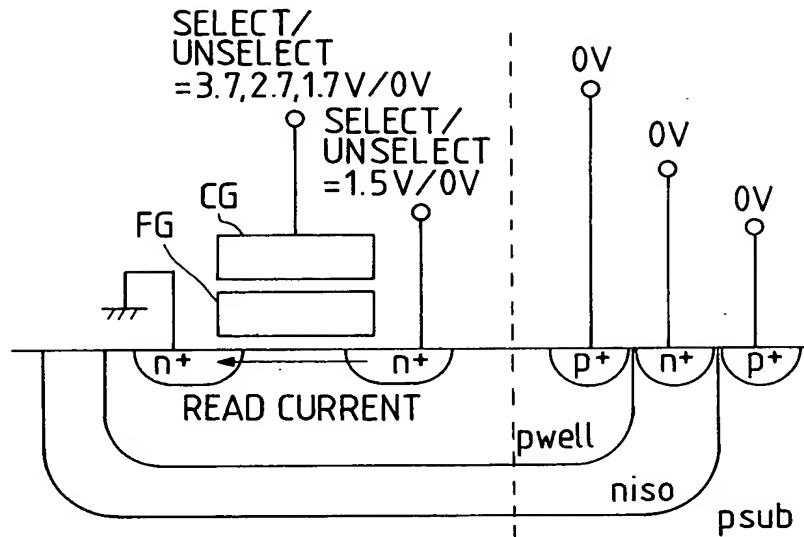 SELECT/
UNSELECT
=3.7,2.7,1.7V/0V
SELECT/
UNSELECT
=1.5V/0V
0V
0V
0V
CG
FG
n+
n+
p+
n+
p+
READ CURRENT
pwell
niso
psub